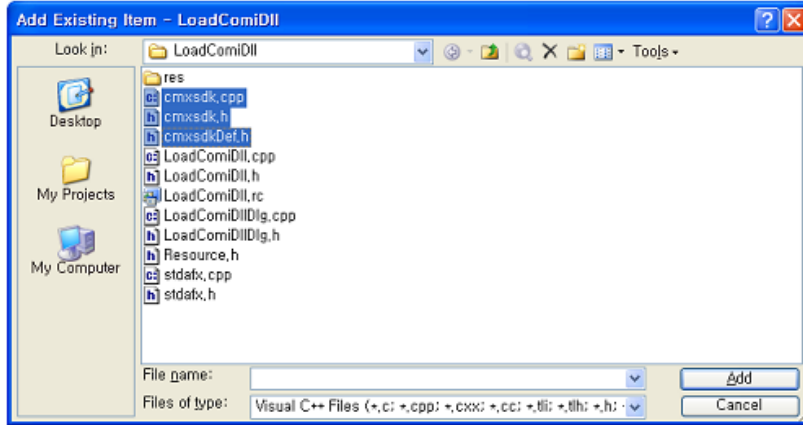 Add Existing Item - LoadComiDll
Look in: LoadComiDll Tools
res
cmxsdk.cpp
cmxsdk.h
cmxsdkDef.h
LoadComiDll.cpp
LoadComiDll.h
LoadComiDll.rc
LoadComiDllDlg.cpp
LoadComiDllDlg.h
Resource.h
stdafx.cpp
stdafx.h
Desktop
My Projects
My Computer
File name: Add
Files of type: Visual C++ Files (*.c; *.cpp; *.cxx; *.cc; *.tli; *.tlh; *.h; Cancel